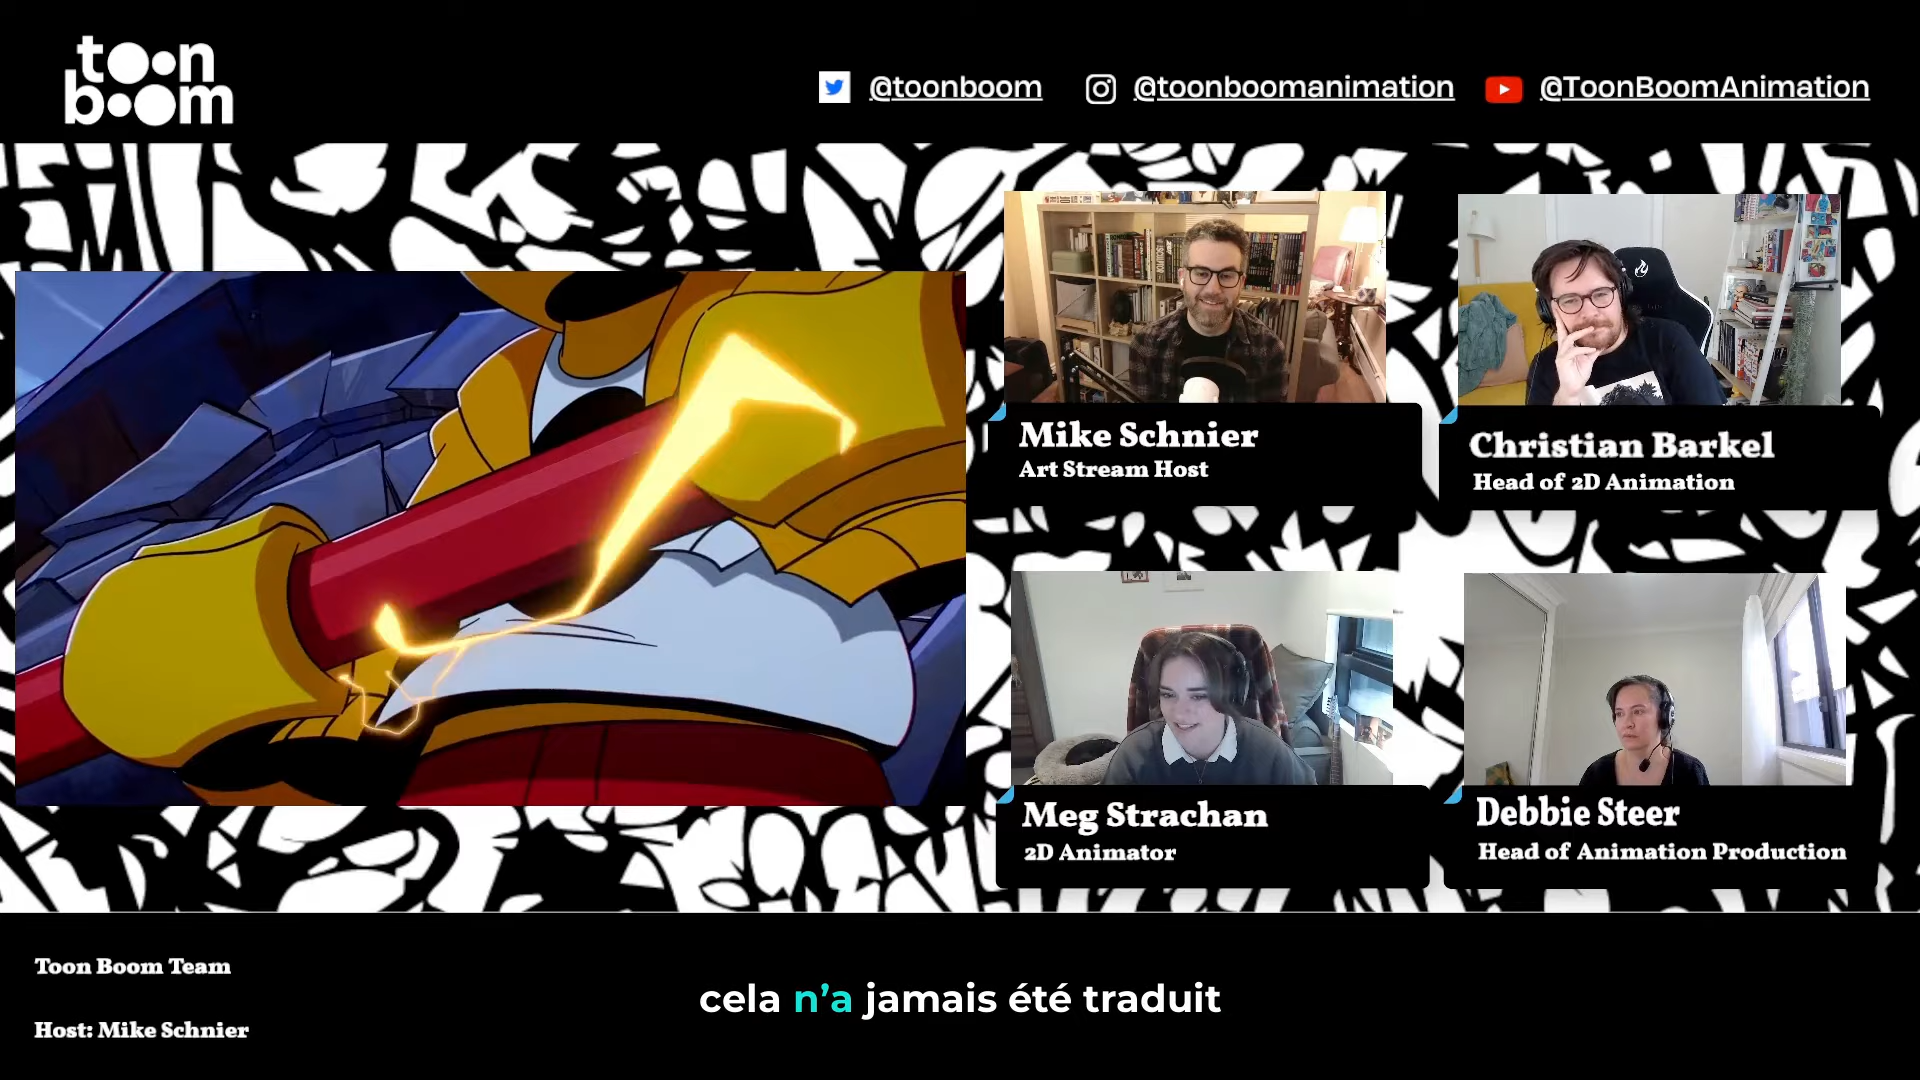 toon
boom
@toonboom
@toonboomanimation
@ToonBoomAnimation
Mike Schnier
Art Stream Host
Christian Barkel
Head of 2D Animation
Meg Strachan
2D Animator
Debbie Steer
Head of Animation Production
Toon Boom Team
Host: Mike Schnier
cela n’a jamais été traduit